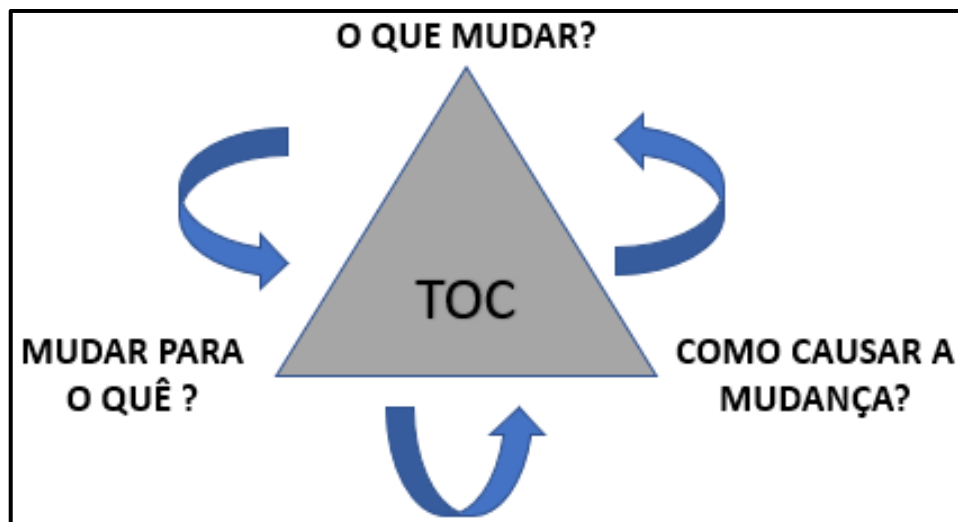 O QUE MUDAR?
TOC
MUDAR PARA
O QUÊ ?
COMO CAUSAR A
MUDANÇA?